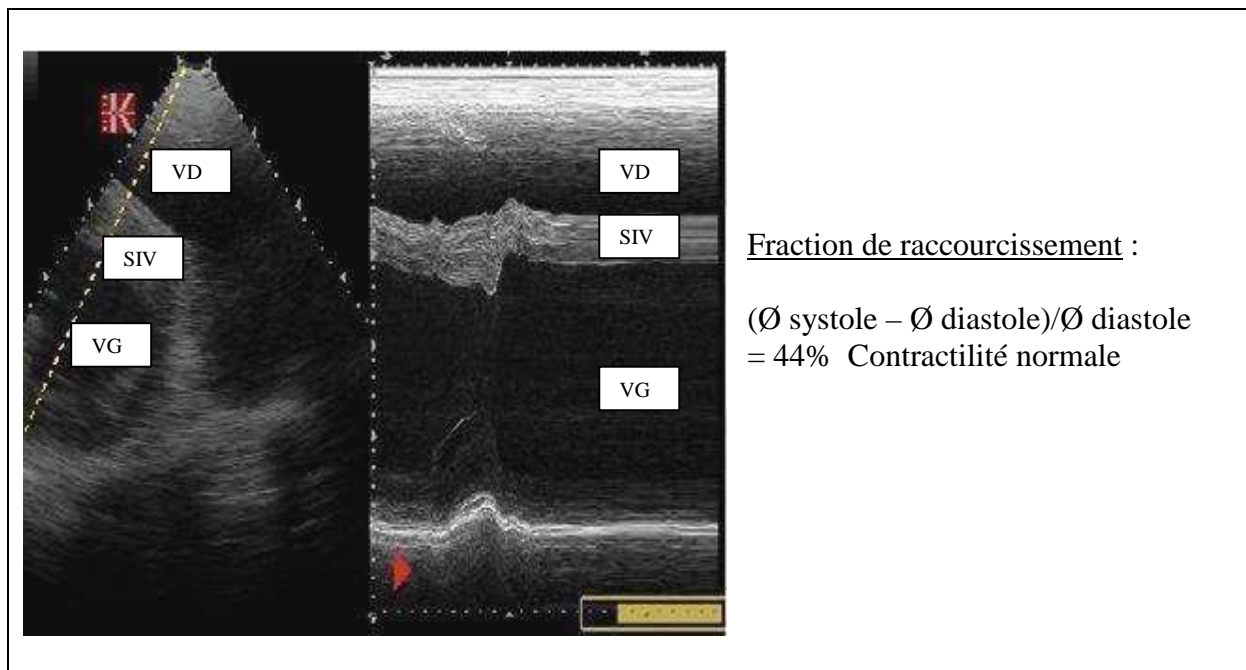 K
VD
SIV
VG
VD
SIV
VG
Fraction de raccourcissement :
(Ø systole – Ø diastole)/Ø diastole
= 44% Contractilité normale